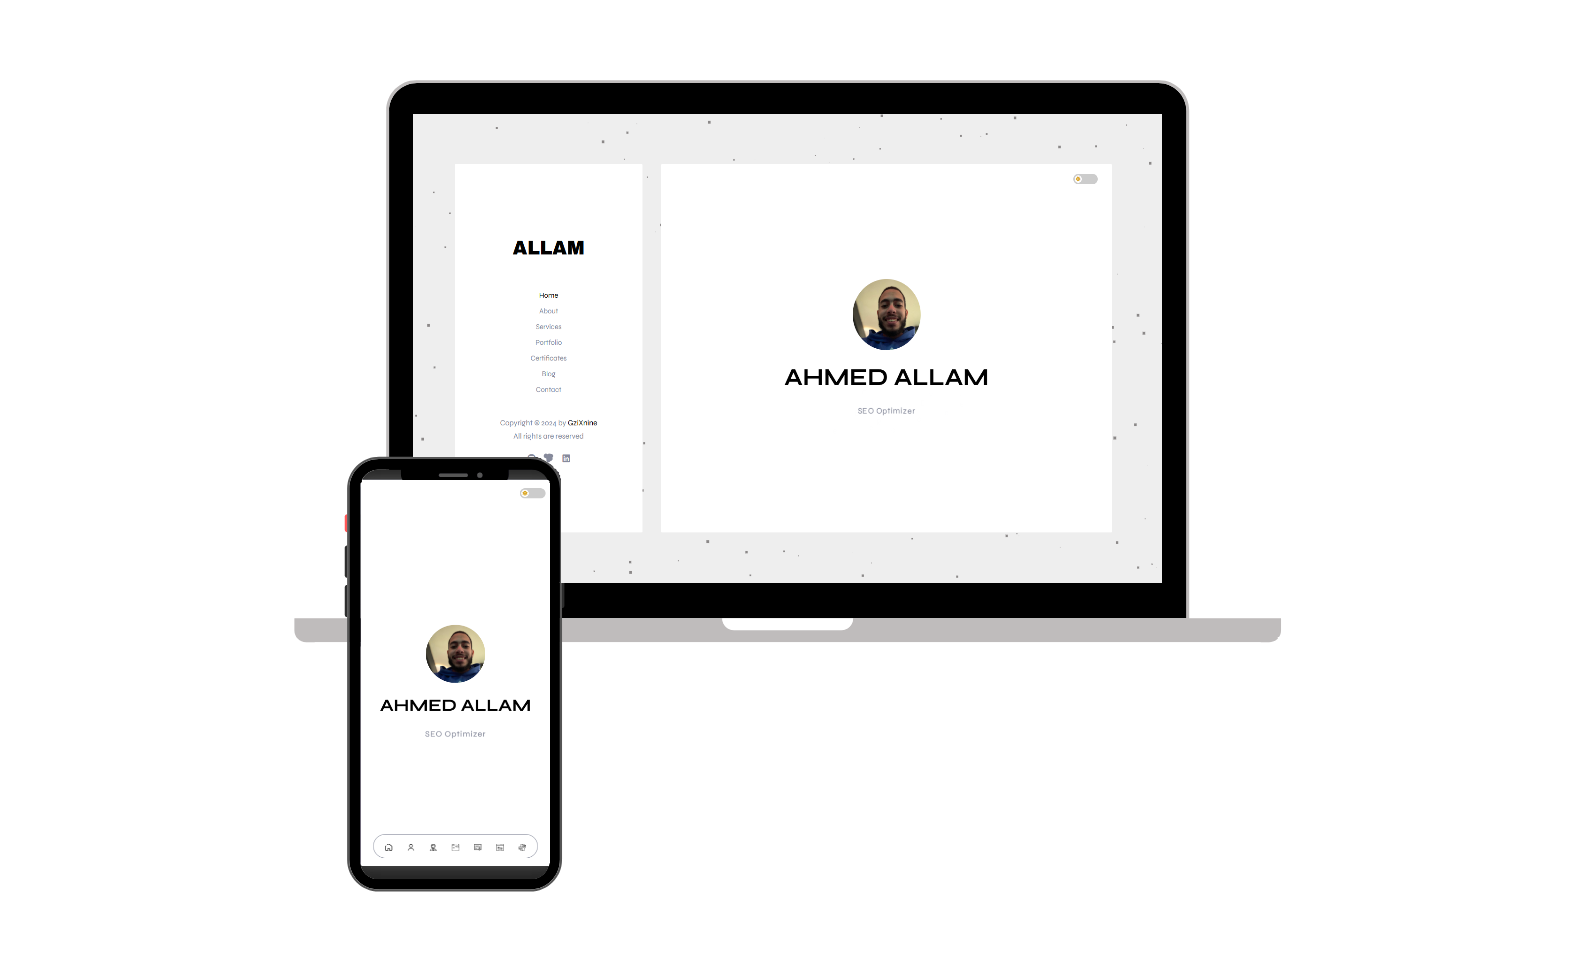 ALLAM
Home
About
Services
Portfolio
Certificates
Blog
Contact
Copyright © 2024 by GziXnine
All rights are reserved
AHMED ALLAM
SEO Optimizer
AHMED ALLAM
SEO Optimizer